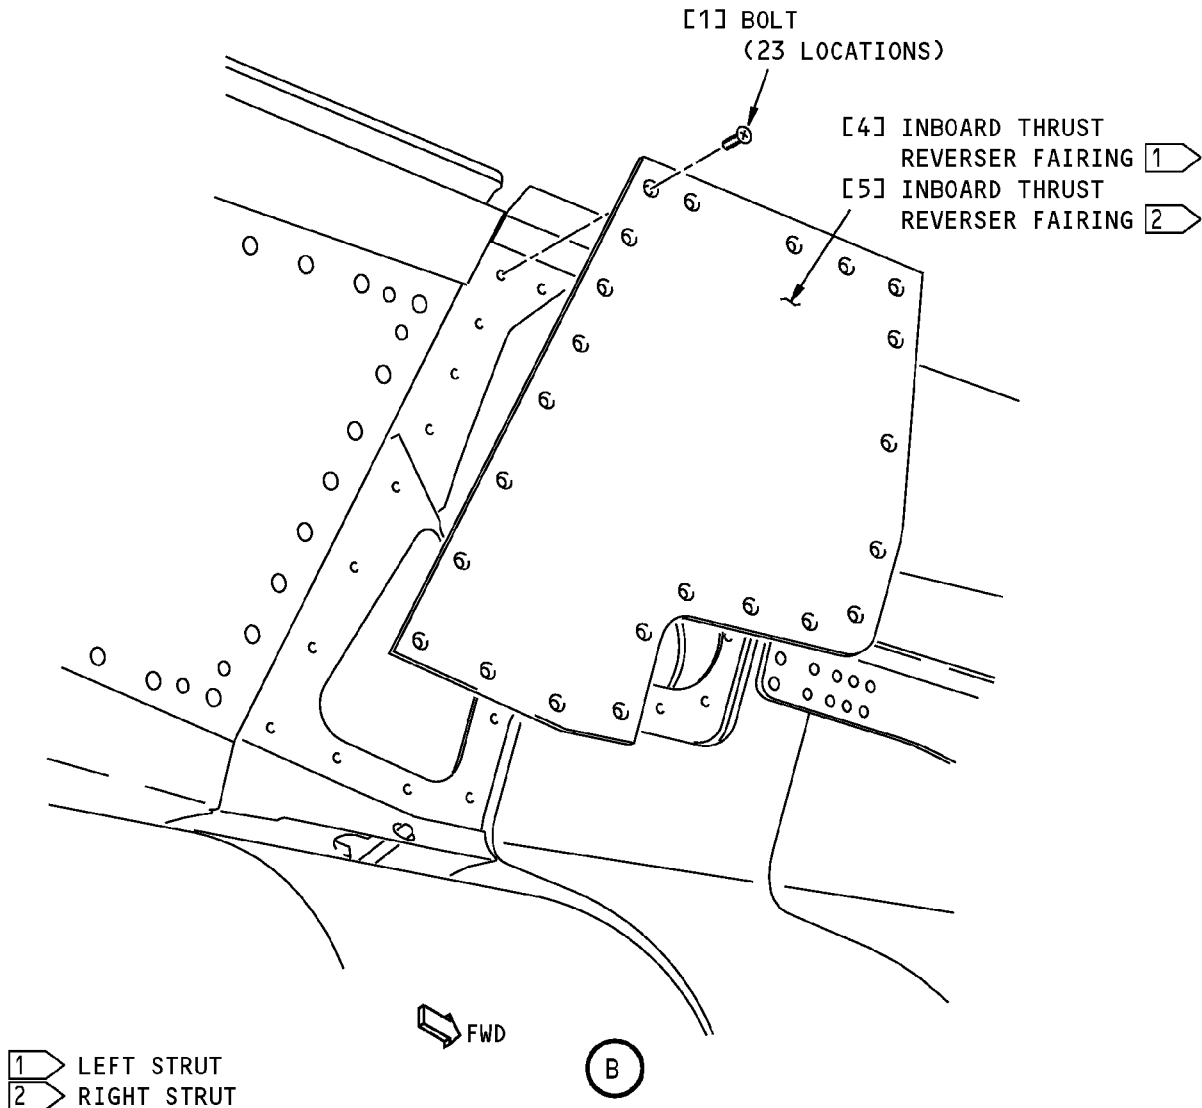 [1] BOLT
(23 LOCATIONS)
[4] INBOARD THRUST
REVERSER FAIRING 1
[5] INBOARD THRUST
REVERSER FAIRING 2
FWD
1 LEFT STRUT
2 RIGHT STRUT
B